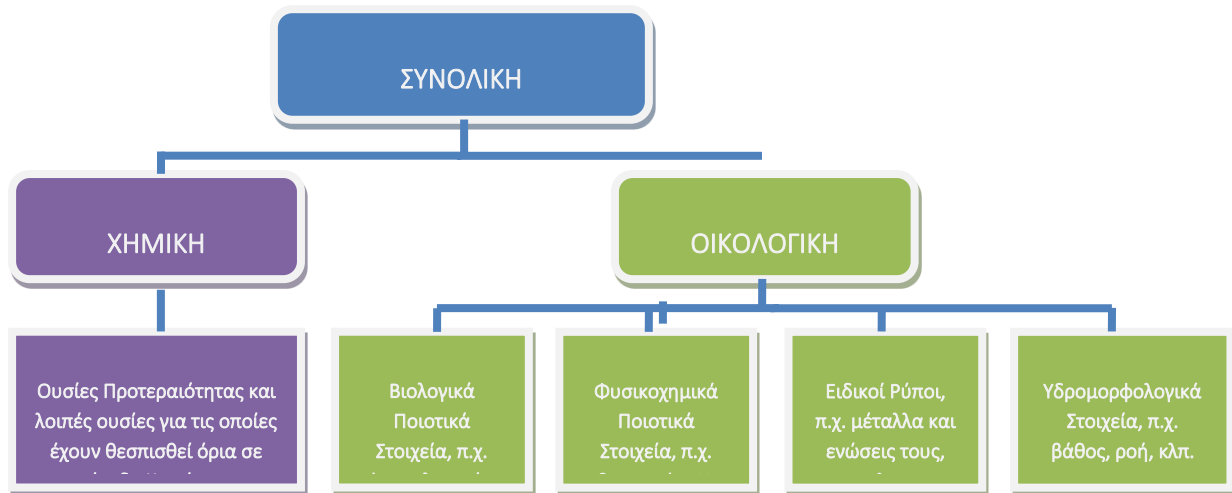 ΣΥΝΟΛΙΚΗ
ΧΗΜΙΚΗ
ΟΙΚΟΛΟΓΙΚΗ
Ουσίες Προτεραιότητας και
λοιπές ουσίες για τις οποίες
έχουν θεσπισθεί όρια σε
Βιολογικά
Ποιοτικά
Στοιχεία, π.χ.
Φυσικοχημικά
Ποιοτικά
Στοιχεία, π.χ.
Ειδικοί Ρύποι,
π.χ. μέταλλα και
ενώσεις τους,
Υδρομορφολογικά
Στοιχεία, π.χ.
βάθος, ροή, κλπ.